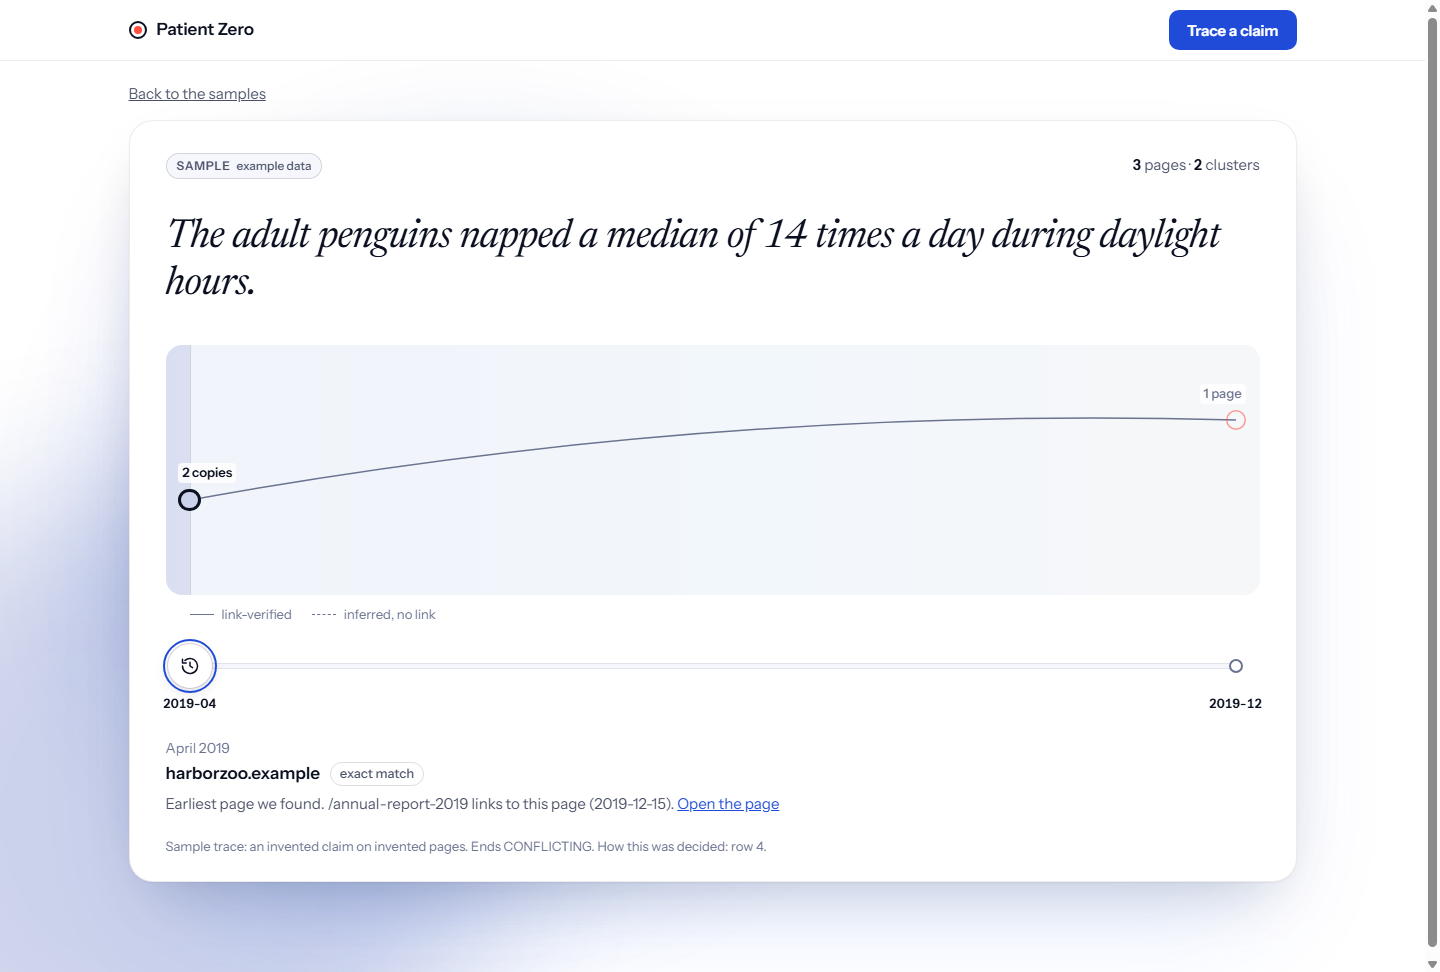 Patient Zero
Trace a claim
Back to the samples
SAMPLE example data
3 pages · 2 clusters
The adult penguins napped a median of 14 times a day during daylight
hours.
1 page
2 copies
link-verified
inferred, no link
2019-04
2019-12
April 2019
harborzoo.example exact match
Earliest page we found. /annual-report-2019 links to this page (2019-12-15). Open the page
Sample trace: an invented claim on invented pages. Ends CONFLICTING. How this was decided: row 4.